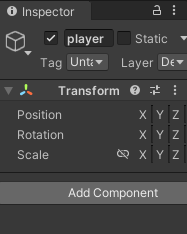 Inspector
player Static
Tag Unta Layer De
Transform
Position X Y Z
Rotation X Y Z
Scale X Y Z
Add Component